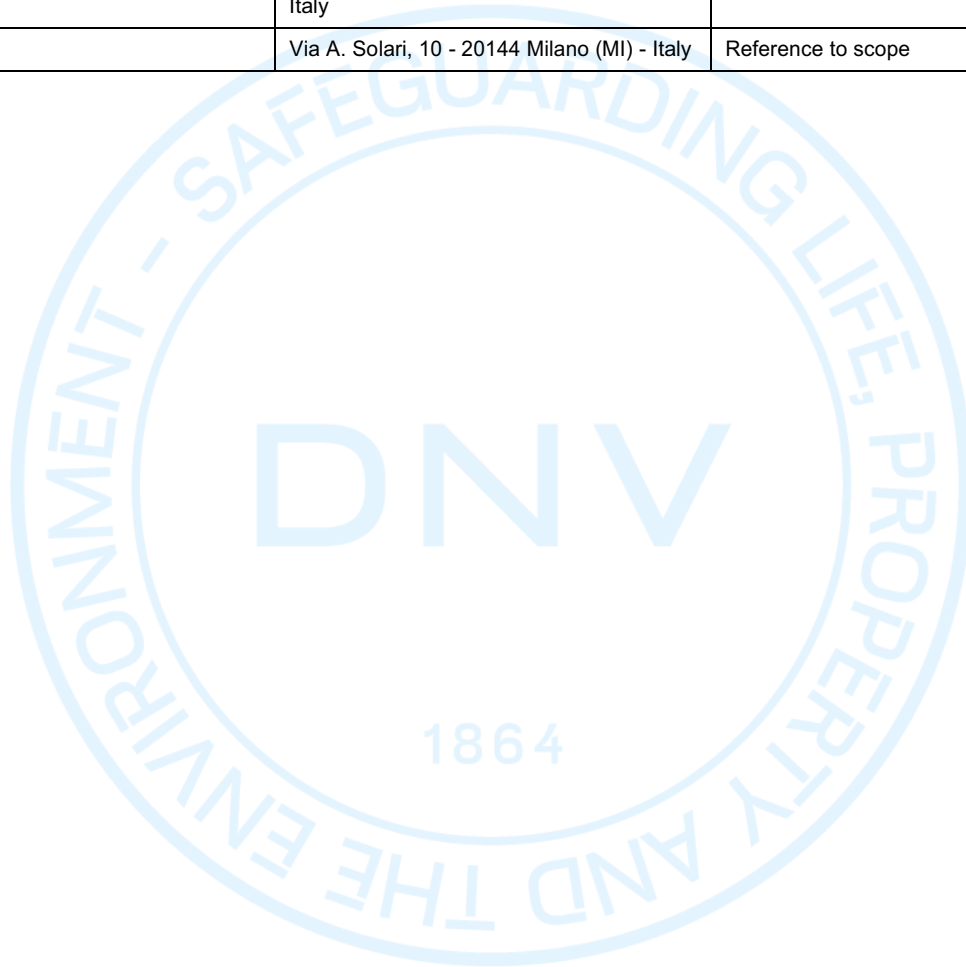 Italy
Via A. Solari, 10 - 20144 Milano (MI) - Italy Reference to scope
SAFEGUARDING LIFE, PROPERTY AND THE ENVIRONMENT -
DNV
1864